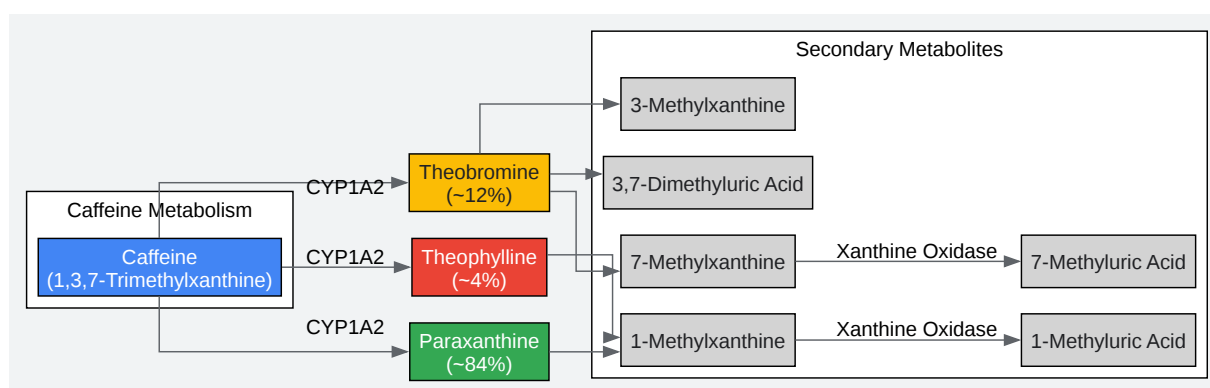 Secondary Metabolites
3-Methylxanthine
Theobromine
(~12%)
3,7-Dimethyluric Acid
CYP1A2
Caffeine Metabolism
Caffeine
(1,3,7-Trimethylxanthine)
CYP1A2
Theophylline
(~4%)
7-Methylxanthine
Xanthine Oxidase
7-Methyluric Acid
CYP1A2
Paraxanthine
(~84%)
1-Methylxanthine
Xanthine Oxidase
1-Methyluric Acid